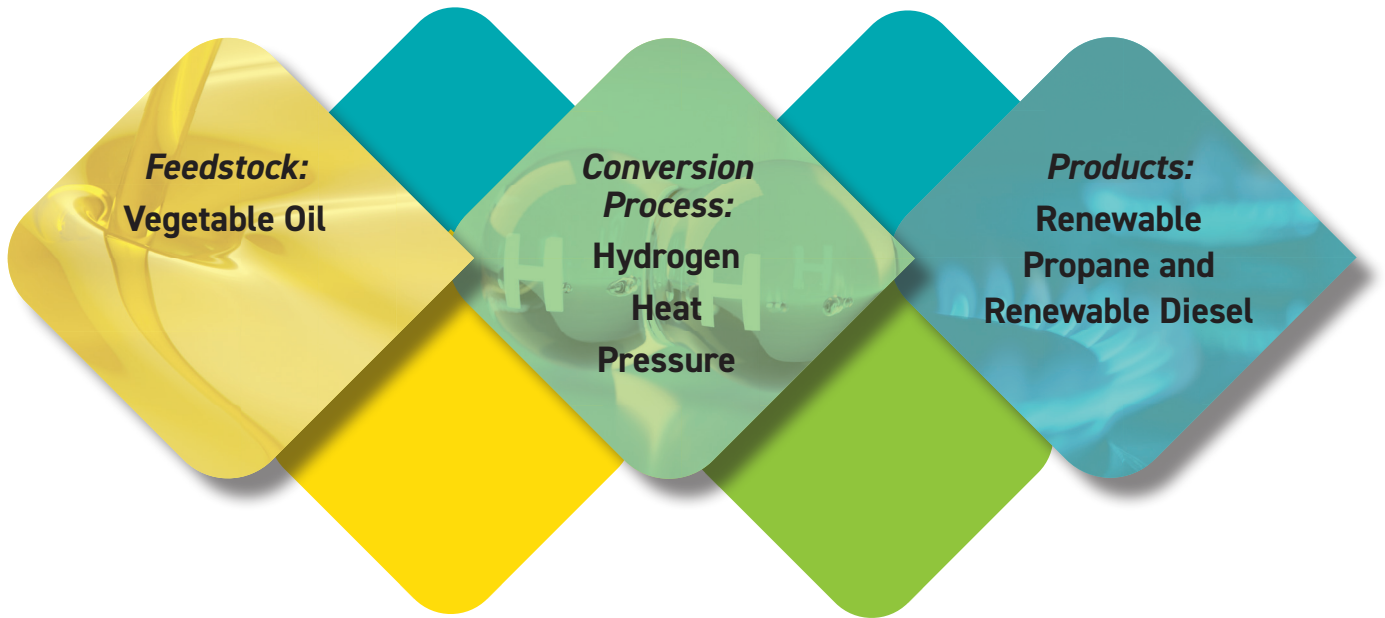 Feedstock:
Vegetable Oil
Conversion
Process:
Hydrogen
Heat
Pressure
H H H
Products:
Renewable
Propane and
Renewable Diesel